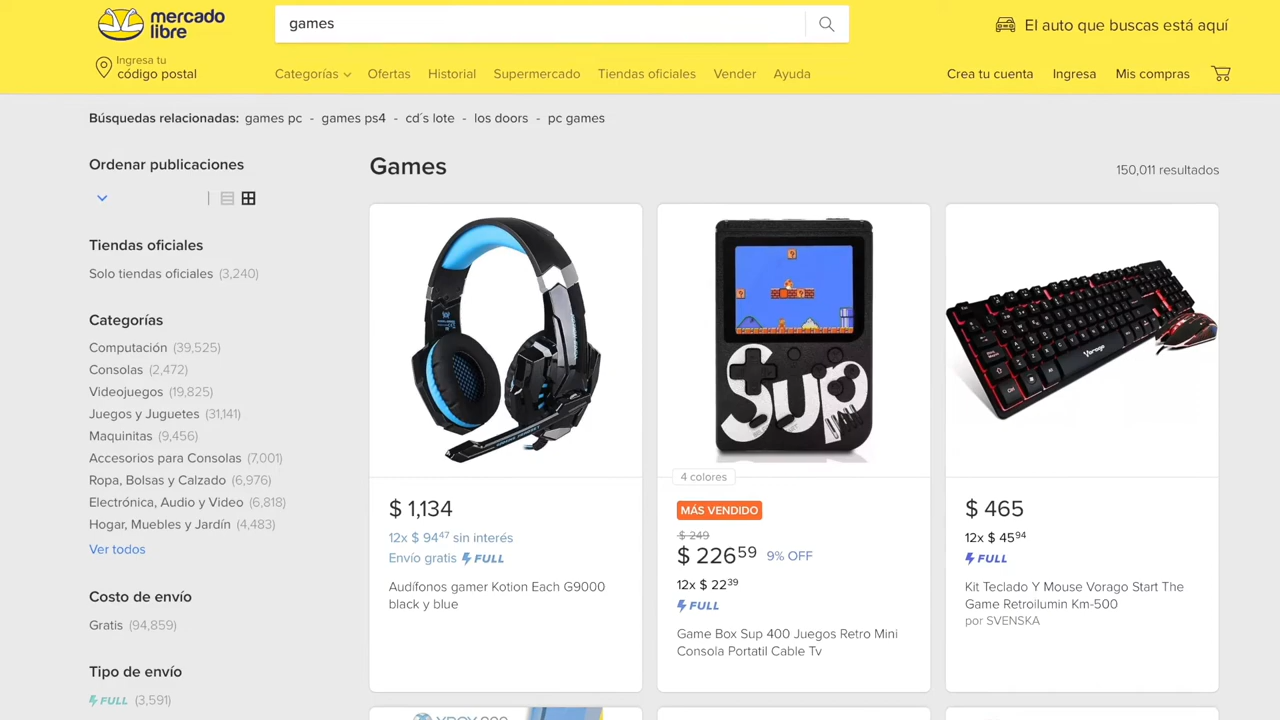 mercado
libre
games
El auto que buscas está aquí
Ingresa tu
código postal
Categorías
Ofertas
Historial
Supermercado
Tiendas oficiales
Vender
Ayuda
Crea tu cuenta
Ingresa
Mis compras
Búsquedas relacionadas: games pc - games ps4 - cd´s lote - los doors - pc games
Ordenar publicaciones
Games
150,011 resultados
Tiendas oficiales
Solo tiendas oficiales (3,240)
Categorías
Computación (39,525)
Consolas (2,472)
Videojuegos (19,825)
Juegos y Juguetes (31,141)
Maquinitas (9,456)
Accesorios para Consolas (7,001)
Ropa, Bolsas y Calzado (6,976)
Electrónica, Audio y Video (6,818)
Hogar, Muebles y Jardín (4,483)
Ver todos
Costo de envío
Gratis (94,859)
Tipo de envío
FULL (3,591)
$ 1,134
12x $ 94⁴⁷ sin interés
Envío gratis FULL
Audífonos gamer Kotion Each G9000
black y blue
Sup
4 colores
MÁS VENDIDO
$ 249
$ 226⁵⁹ 9% OFF
12x $ 22³⁹
FULL
Game Box Sup 400 Juegos Retro Mini
Consola Portatil Cable Tv
Vorago
$ 465
12x $ 45⁹⁴
FULL
Kit Teclado Y Mouse Vorago Start The
Game Retroilumin Km-500
por SVENSKA